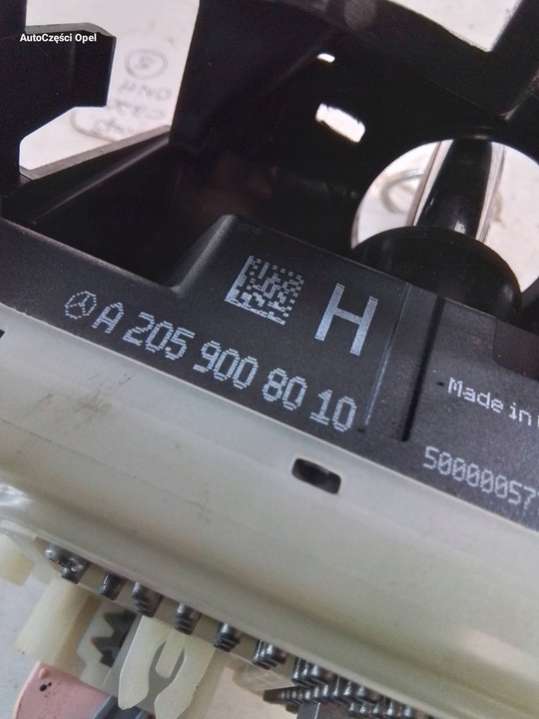 AutoCzęści Opel
H
A 205 900 80 10
Made in
50000057